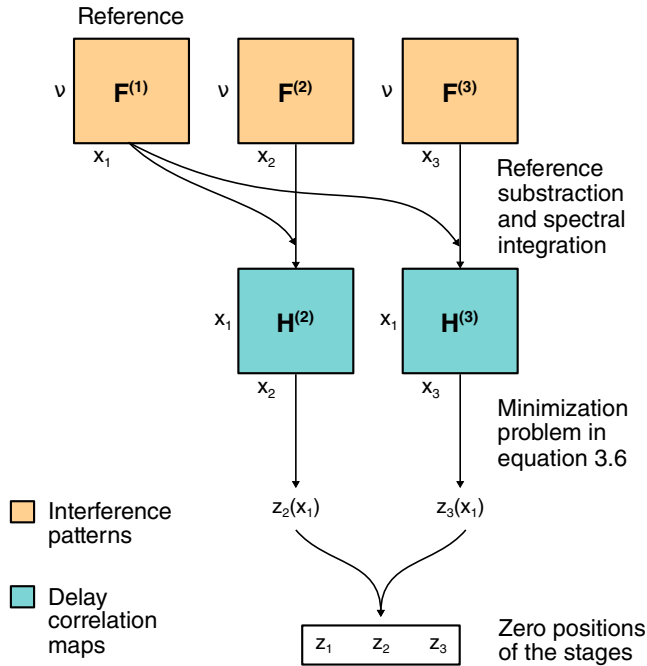 Reference
ν F⁽¹⁾ ν F⁽²⁾ ν F⁽³⁾
x₁ x₂ x₃
Reference
substraction
and spectral
integration
x₁ H⁽²⁾ x₁ H⁽³⁾
x₂ x₃
Minimization
problem in
equation 3.6
z₂(x₁) z₃(x₁)
Interference
patterns
Delay
correlation
maps
z₁ z₂ z₃
Zero positions
of the stages